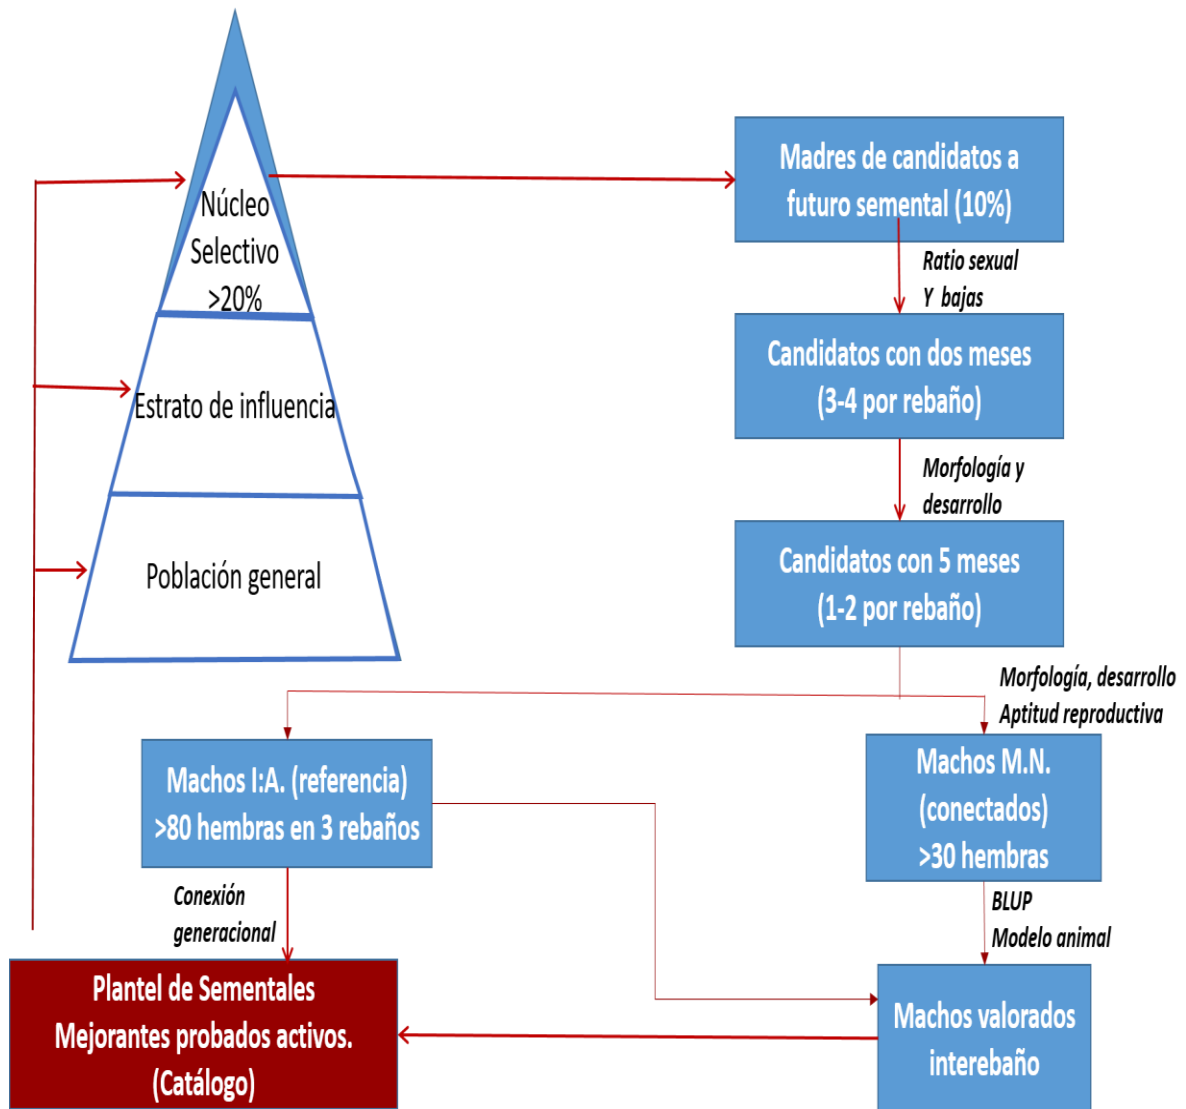 Núcleo
Selectivo
>20%
Estrato de influencia
Población general
Madres de candidatos a
futuro semental (10%)
Ratio sexual
Y bajas
Candidatos con dos meses
(3-4 por rebaño)
Morfología y
desarrollo
Candidatos con 5 meses
(1-2 por rebaño)
Morfología, desarrollo
Aptitud reproductiva
Machos I:A. (referencia)
>80 hembras en 3 rebaños
Machos M.N.
(conectados)
>30 hembras
Conexión
generacional
BLUP
Modelo animal
Plantel de Sementales
Mejorantes probados activos.
(Catálogo)
Machos valorados
interebaño